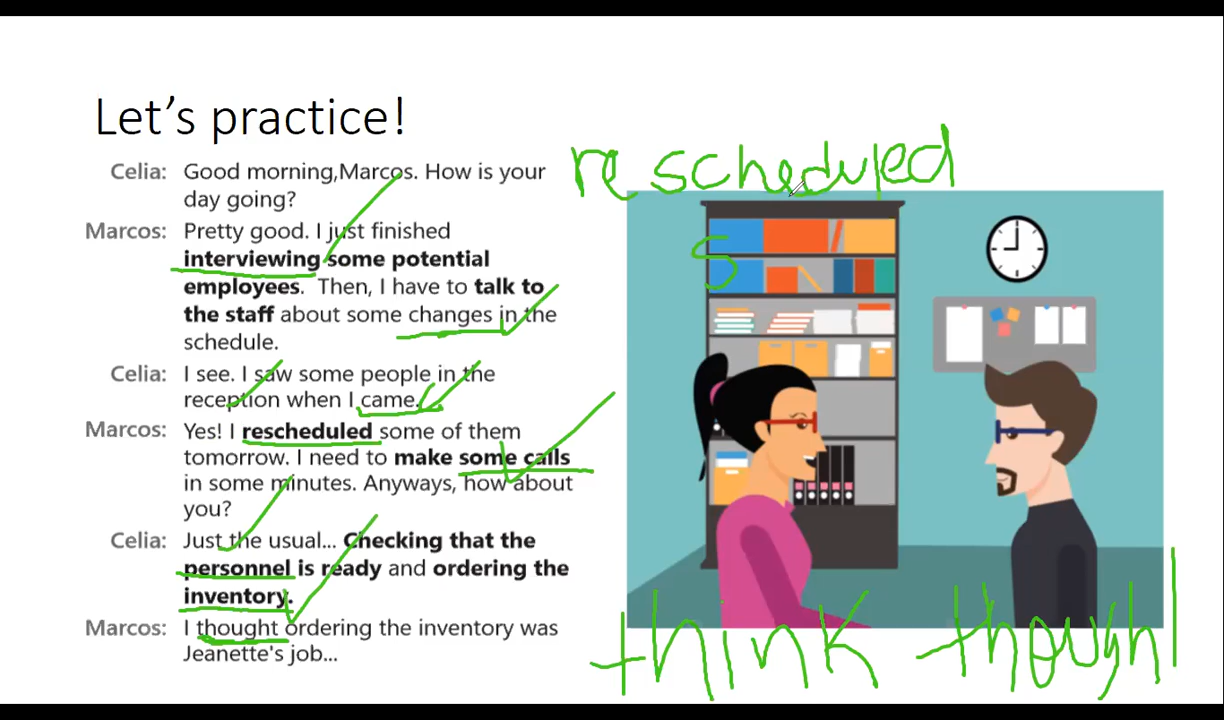 Let's practice!
rescheduled
Celia: Good morning,Marcos. How is your
day going?
Marcos: Pretty good. I just finished
interviewing some potential
employees. Then, I have to talk to
the staff about some changes in the
schedule.
S
Celia: I see. I saw some people in the
reception when I came.
Marcos: Yes! I rescheduled some of them
tomorrow. I need to make some calls
in some minutes. Anyways, how about
you?
Celia: Just the usual... Checking that the
personnel is ready and ordering the
inventory.
Marcos: I thought ordering the inventory was
Jeanette's job...
think thought